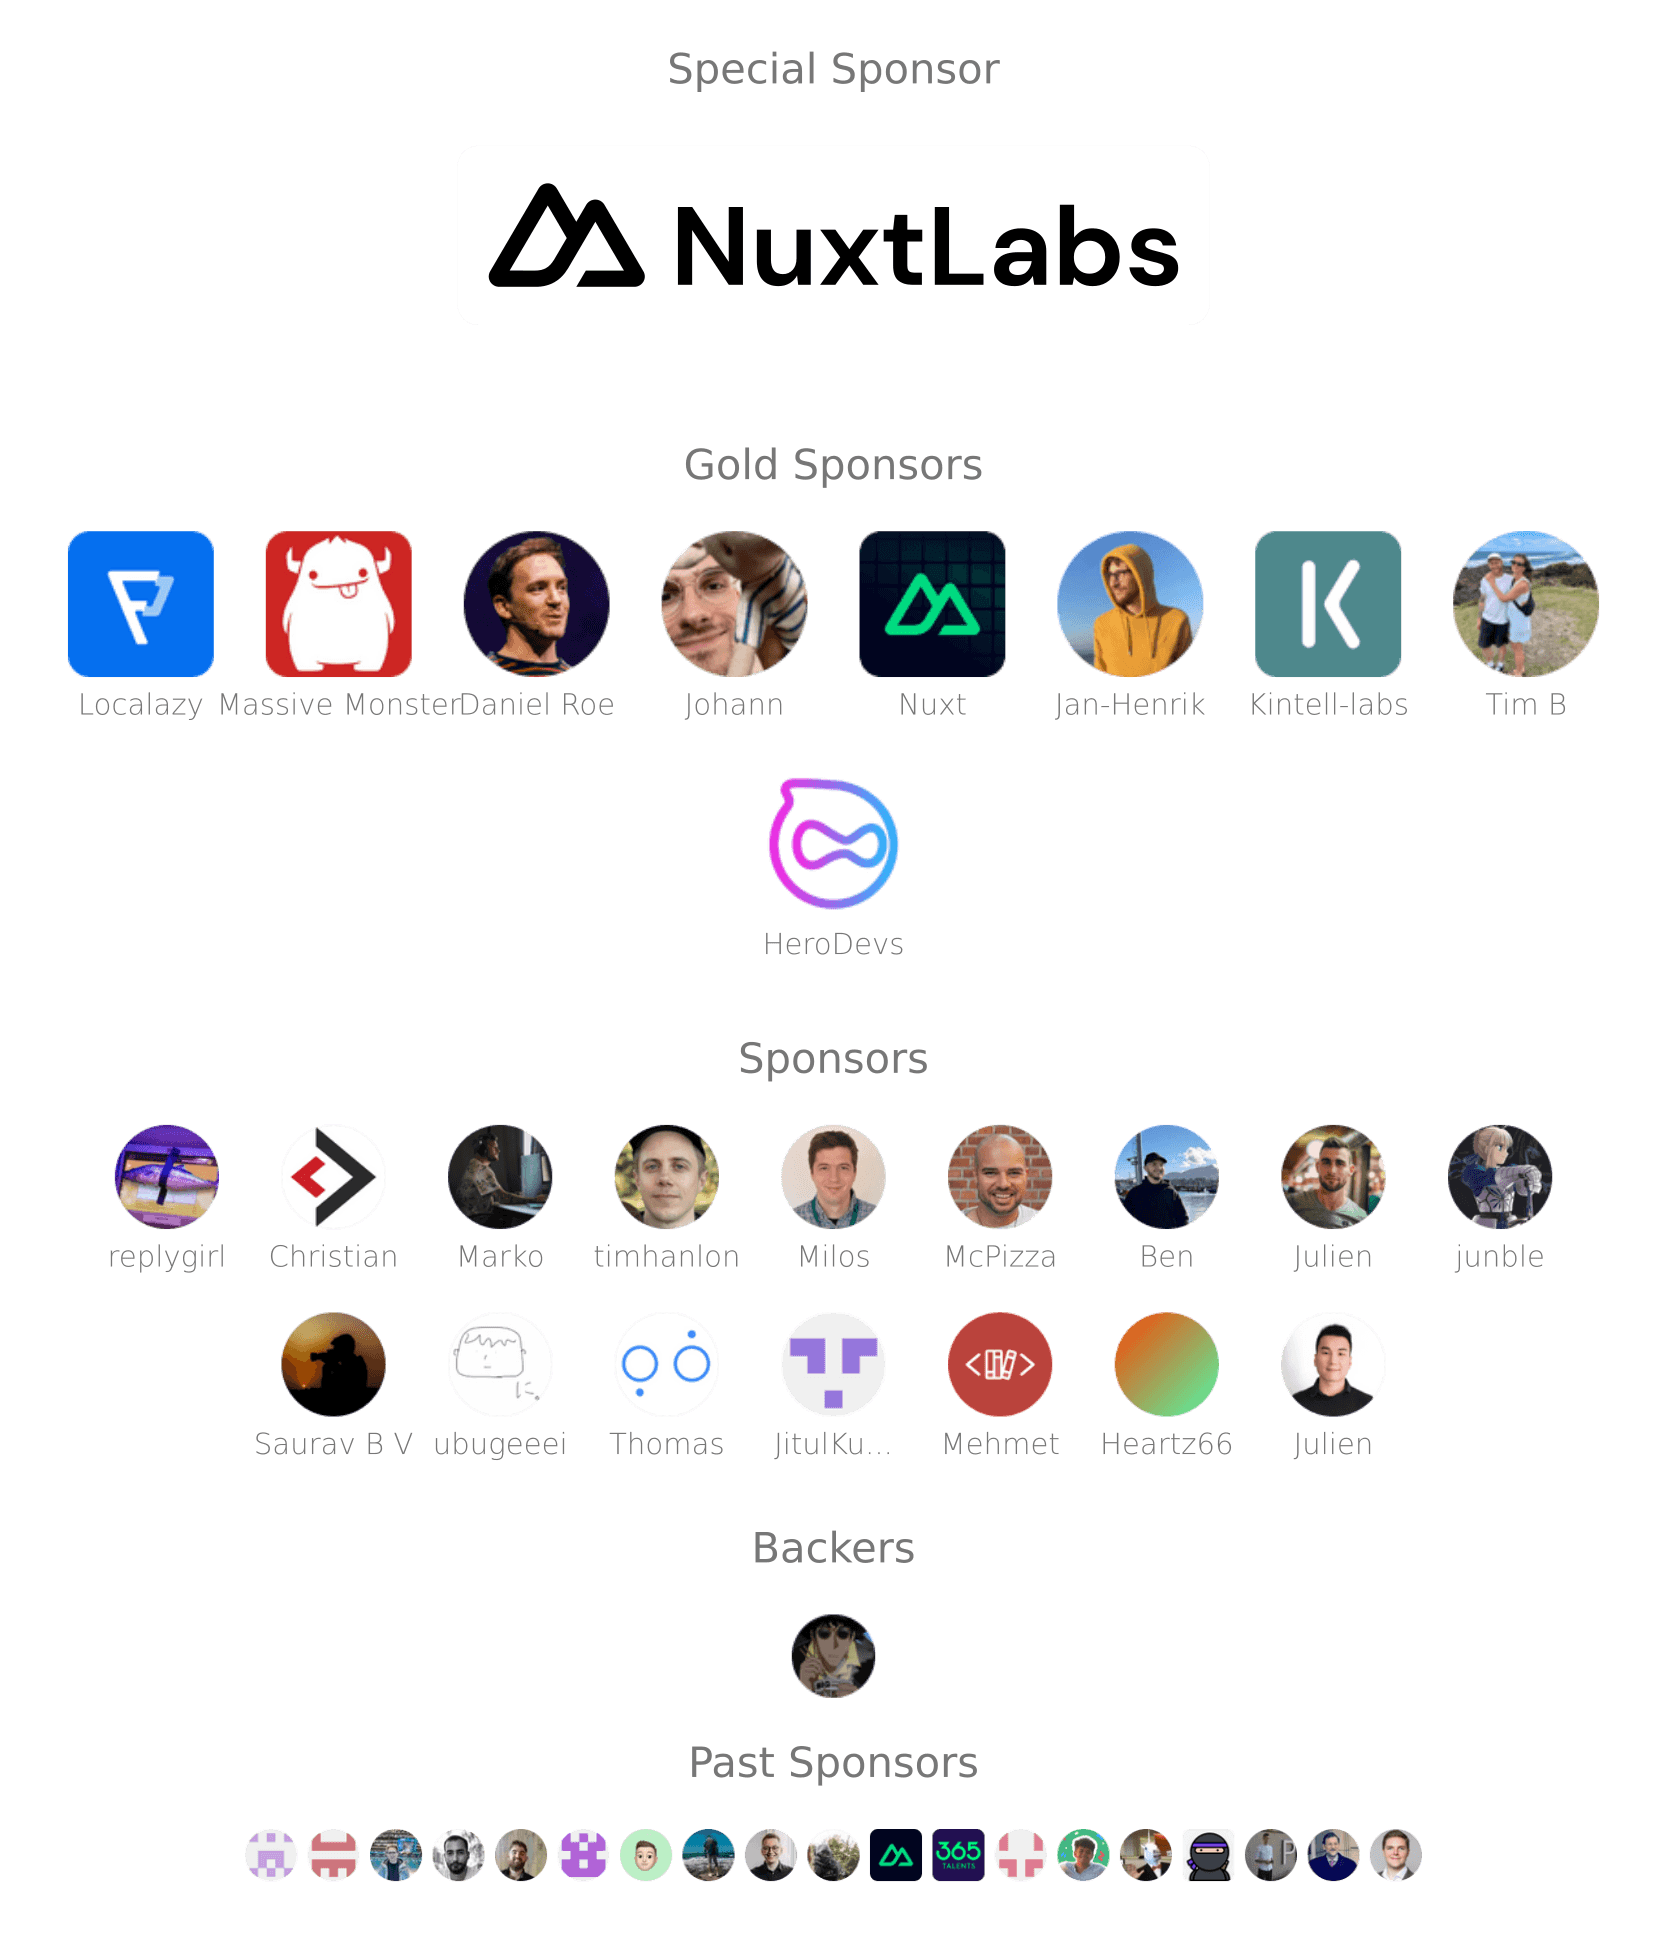 Special Sponsor
NuxtLabs
Gold Sponsors
Localazy Massive Monster Daniel Roe Johann Nuxt Jan-Henrik Kintell-labs Tim B
HeroDevs
Sponsors
replygirl Christian Marko timhanlon Milos McPizza Ben Julien junble
Saurav B V ubugeeei Thomas JitulKu... Mehmet Heartz66 Julien
Backers
Past Sponsors
365
TALENTS